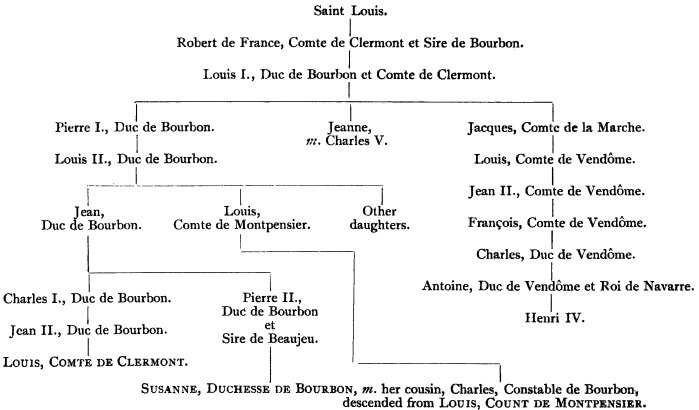 Saint Louis.
Robert de France, Comte de Clermont et Sire de Bourbon.
Louis I., Duc de Bourbon et Comte de Clermont.
Pierre I., Duc de Bourbon.
Jeanne,
m. Charles V.
Jacques, Comte de la Marche.
Louis II., Duc de Bourbon.
Louis, Comte de Vendôme.
Jean II., Comte de Vendôme.
Jean,
Duc de Bourbon.
Louis,
Comte de Montpensier.
Other
daughters.
François, Comte de Vendôme.
Charles, Duc de Vendôme.
Antoine, Duc de Vendôme et Roi de Navarre.
Henri IV.
Charles I., Duc de Bourbon.
Jean II., Duc de Bourbon.
Louis, Comte de Clermont.
Pierre II.,
Duc de Bourbon
et
Sire de Beaujeu.
Susanne, Duchesse de Bourbon, m. her cousin, Charles, Constable de Bourbon,
descended from Louis, Count de Montpensier.